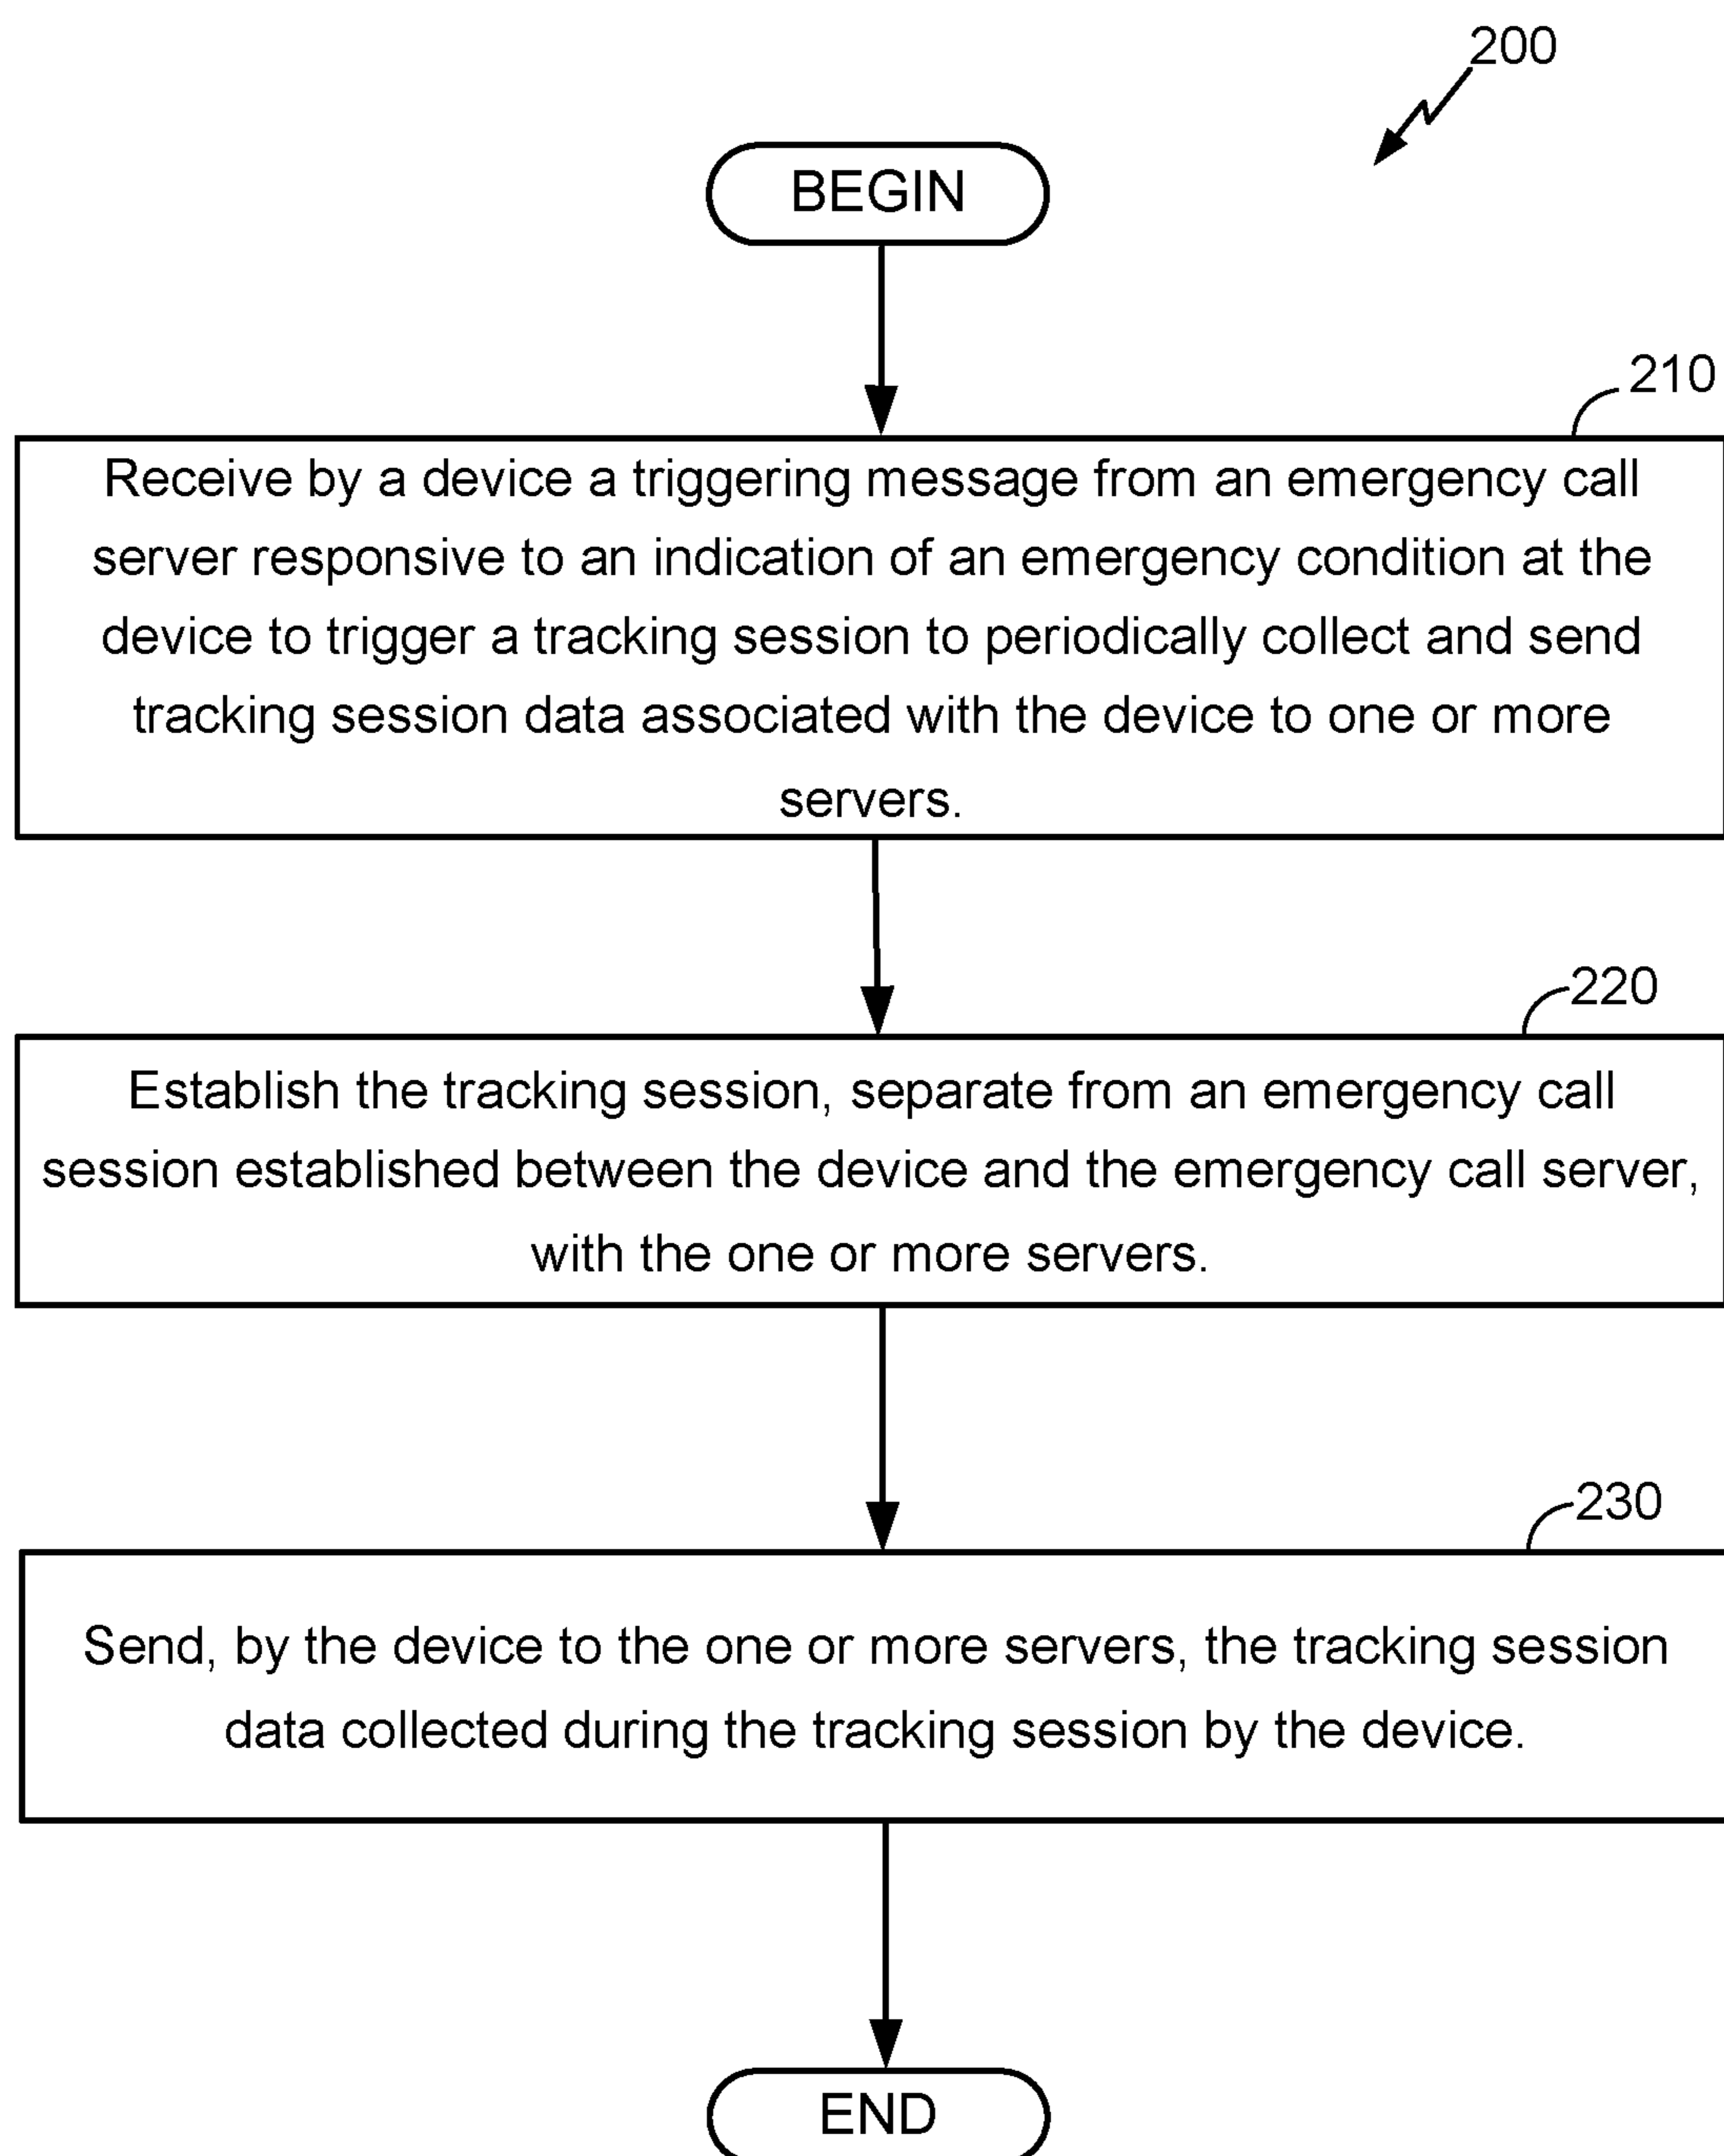 200
BEGIN
210
Receive by a device a triggering message from an emergency call
server responsive to an indication of an emergency condition at the
device to trigger a tracking session to periodically collect and send
tracking session data associated with the device to one or more
servers.
220
Establish the tracking session, separate from an emergency call
session established between the device and the emergency call server,
with the one or more servers.
230
Send, by the device to the one or more servers, the tracking session
data collected during the tracking session by the device.
END